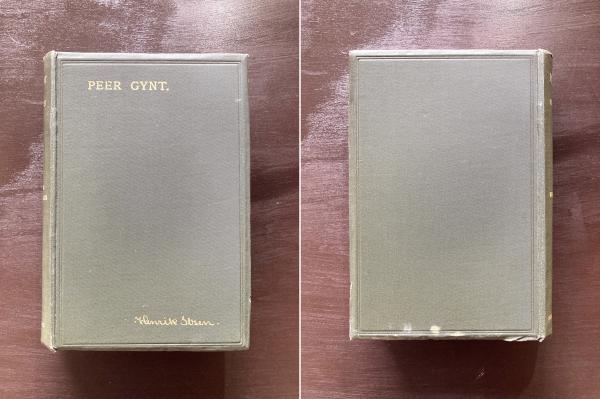 PEER GYNT.
Henrik Ibsen.